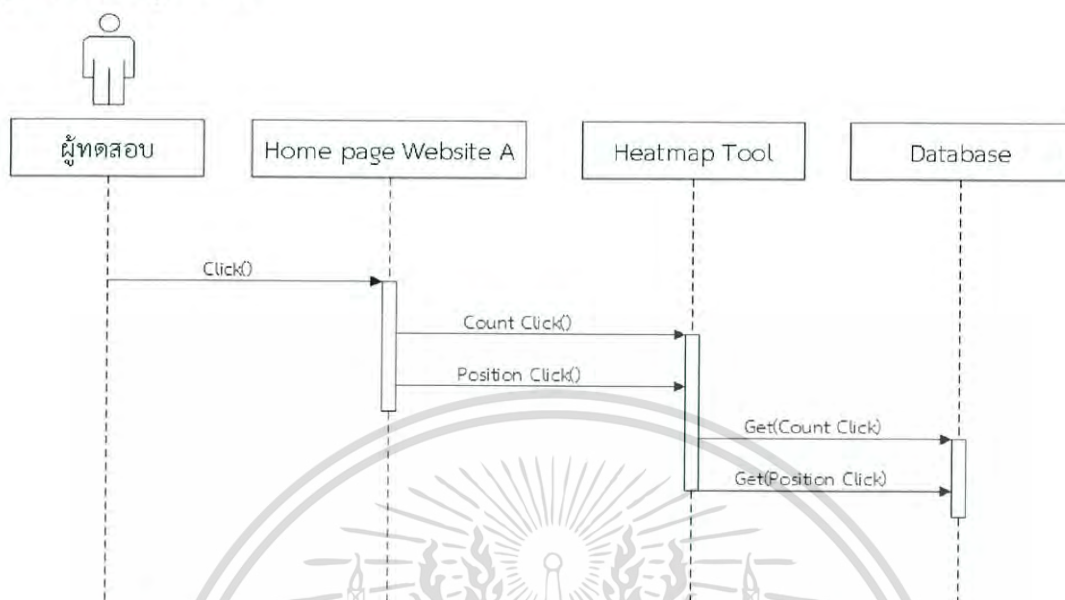 ผู้ทดสอบ
Home page Website A
Heatmap Tool
Database
Click()
Count Click()
Position Click()
Get(Count Click)
Get(Position Click)